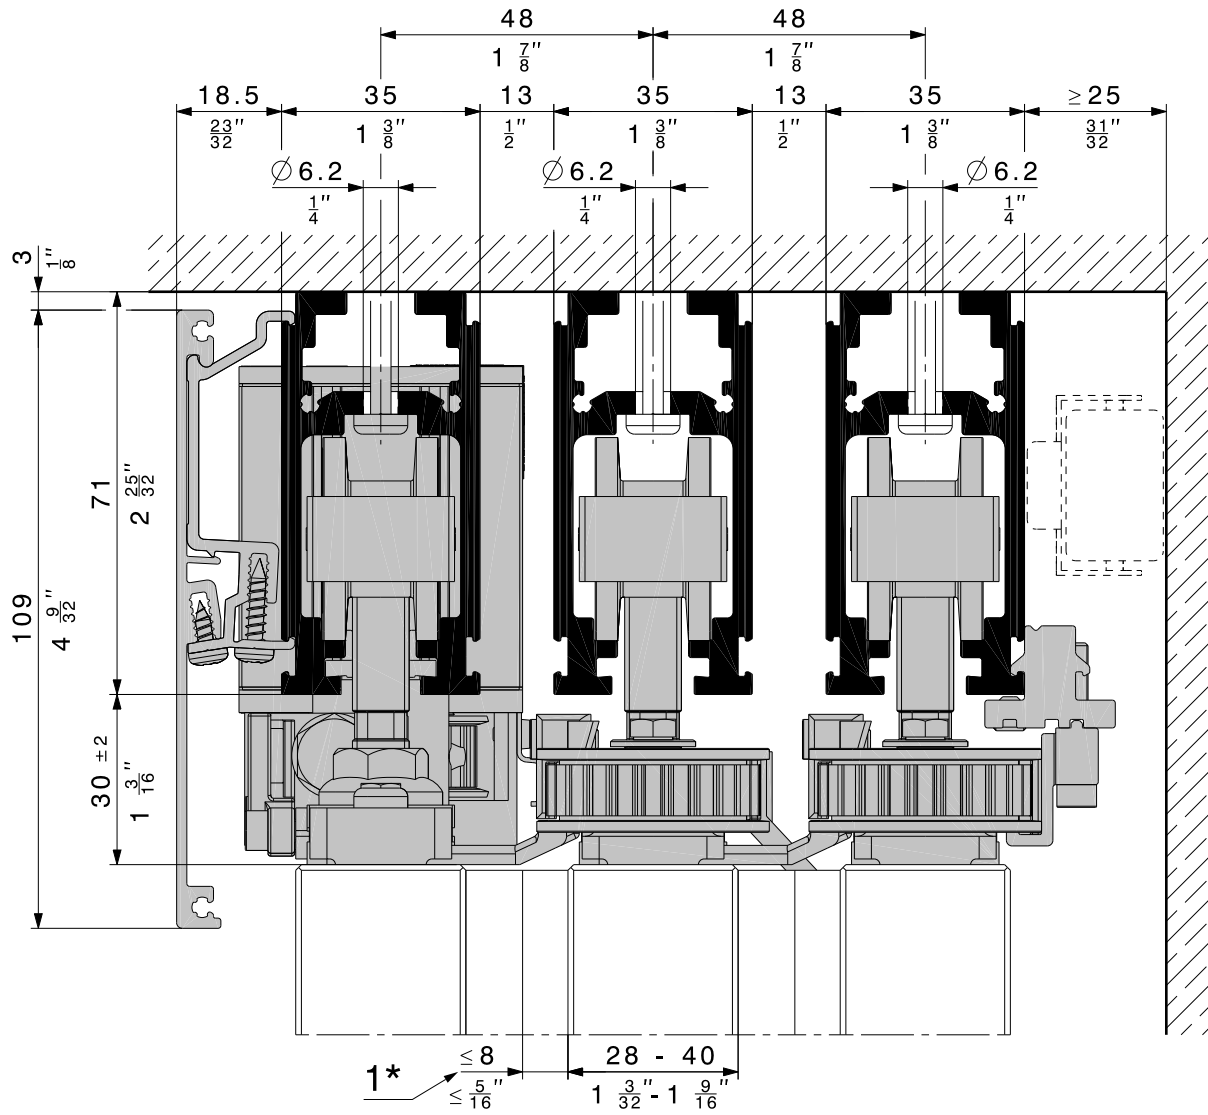 48 48
1 7/8" 1 7/8"
18.5 35 13 35 13 35 ≥25
23/32" 1 3/8" 1/2" 1 3/8" 1/2" 1 3/8" 31/32"
∅6.2 ∅6.2 ∅6.2
1/4" 1/4" 1/4"
3
1/8"
71
2 25/32"
109
4 9/32"
30 ±2
1 3/16"
≤8 28 - 40
1*
≤5/16" 1 3/32" - 1 9/16"